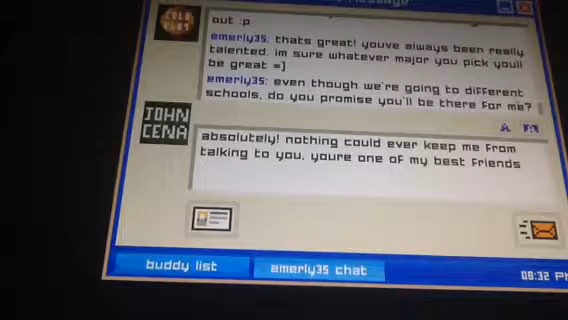 out :p
emerly35: thats great! youve always been really
talented. im sure whatever major you pick youll
be great =]
emerly35: even though we're going to different
schools, do you promise you'll be there for me?
A A
JOHN
CENA
absolutely! nothing could ever keep me from
talking to you. youre one of my best friends
buddy list
emerly35 chat
08:32 PM